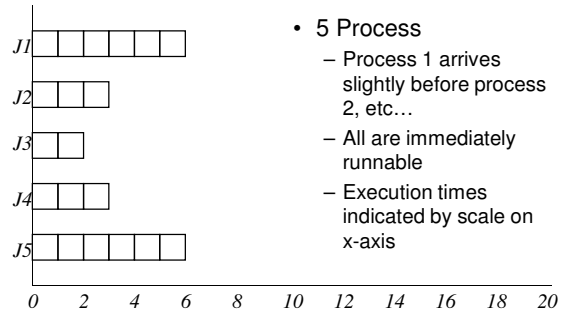 J1
J2
J3
J4
J5
0 2 4 6 8 10 12 14 16 18 20
• 5 Process
– Process 1 arrives
slightly before process
2, etc…
– All are immediately
runnable
– Execution times
indicated by scale on
x-axis